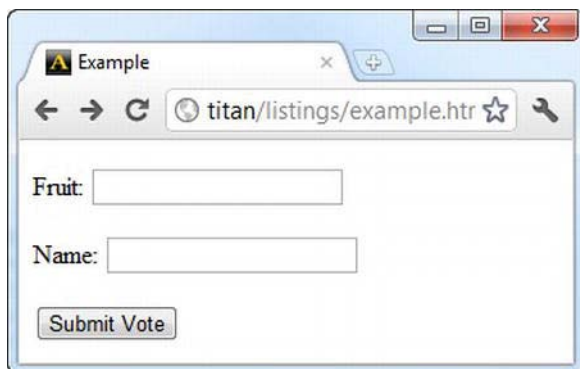 Example
titan/listings/example.htr
Fruit:
Name:
Submit Vote